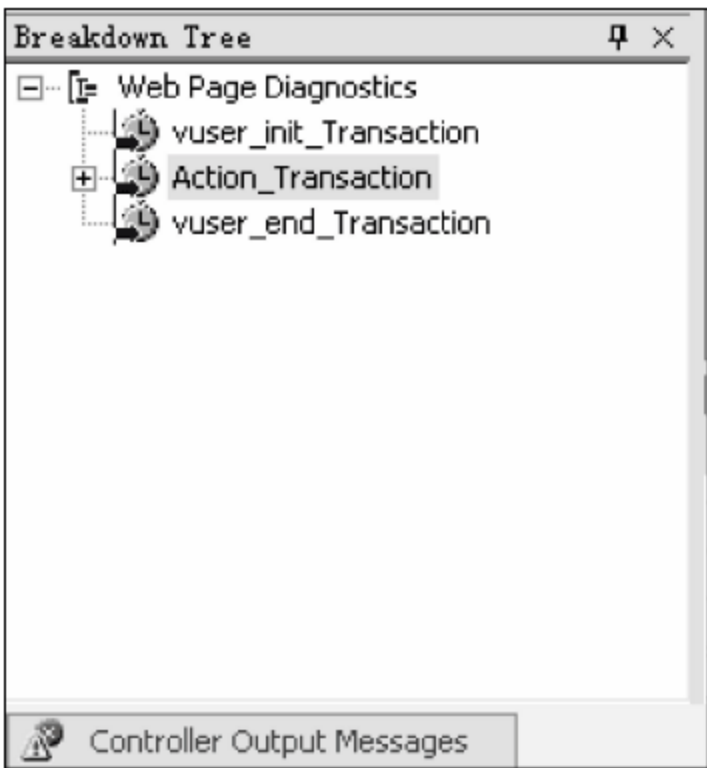 Breakdown Tree
Web Page Diagnostics
vuser_init_Transaction
Action_Transaction
vuser_end_Transaction
Controller Output Messages